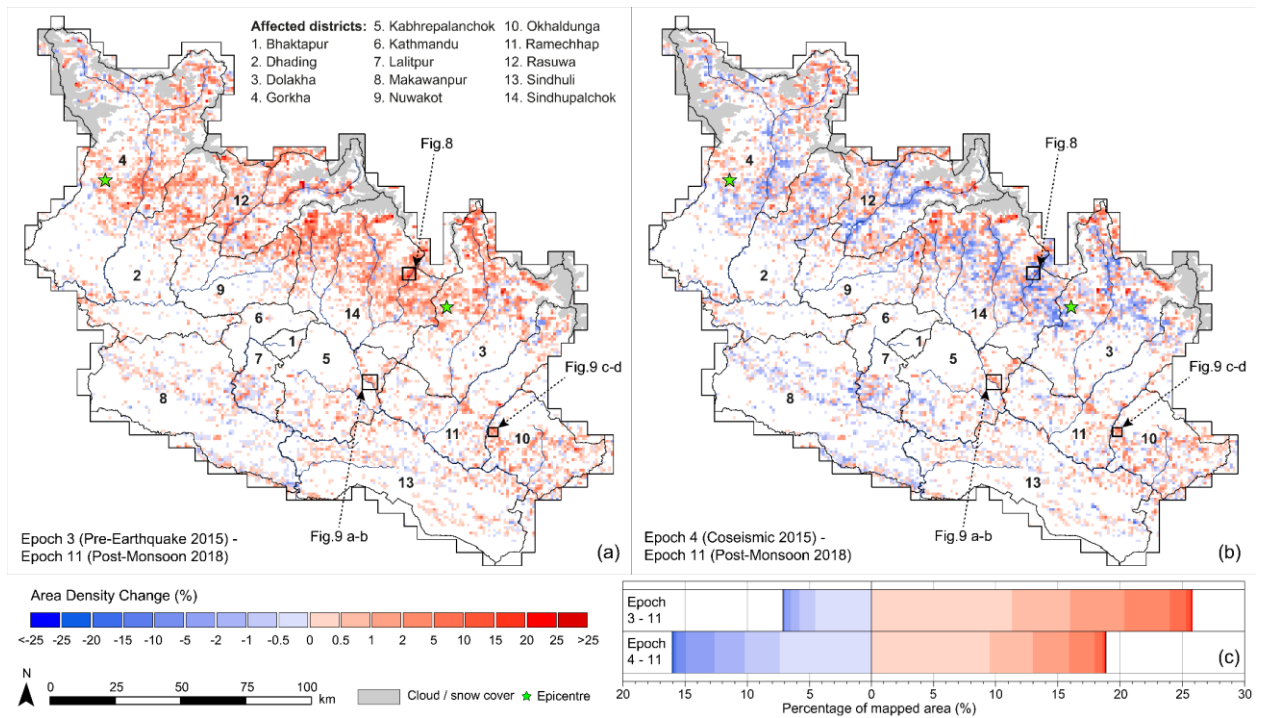 Affected districts:
1. Bhaktapur
2. Dhading
3. Dolakha
4. Gorkha
5. Kabhrepalanchok
6. Kathmandu
7. Lalitpur
8. Makawanpur
9. Nuwakot
10. Okhaldunga
11. Ramechhap
12. Rasuwa
13. Sindhuli
14. Sindhupalchok
Fig.8
4
12
2
9
14
6
1
7
5
3
Fig.9 c-d
8
11
10
13
Fig.9 a-b
Epoch 3 (Pre-Earthquake 2015) -
Epoch 11 (Post-Monsoon 2018)
(a)
Fig.8
4
12
2
9
14
6
1
7
5
3
Fig.9 c-d
8
11
10
13
Fig.9 a-b
Epoch 4 (Coseismic 2015) -
Epoch 11 (Post-Monsoon 2018)
(b)
Area Density Change (%)
<-25 -25 -20 -15 -10 -5 -2 -1 -0.5 0 0.5 1 2 5 10 15 20 25 >25
N
0 25 50 75 100
km
Cloud / snow cover
Epicentre
Epoch
3 - 11
Epoch
4 - 11
(c)
20 15 10 5 0 5 10 15 20 25 30
Percentage of mapped area (%)